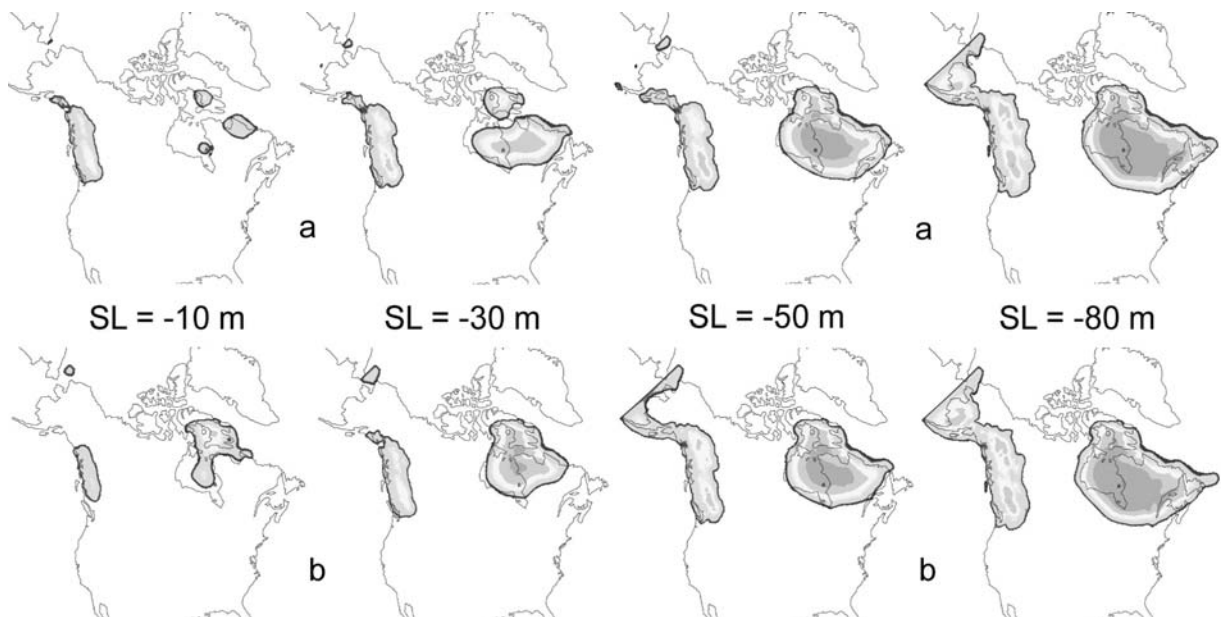 a
a
SL = -10 m
SL = -30 m
SL = -50 m
SL = -80 m
b
b